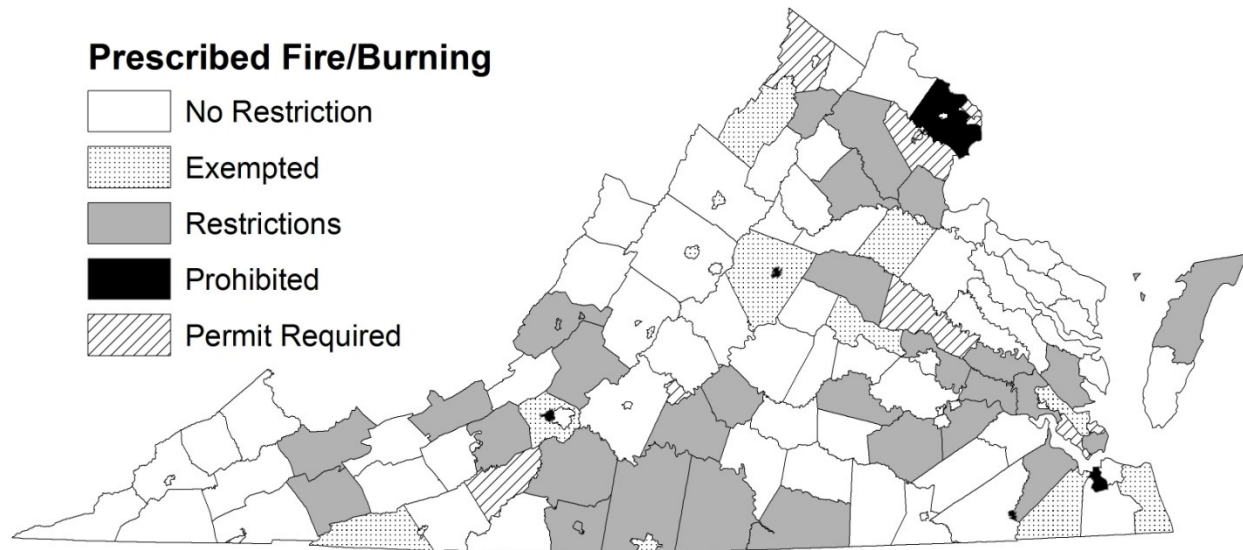 Prescribed Fire/Burning
No Restriction
Exempted
Restrictions
Prohibited
Permit Required